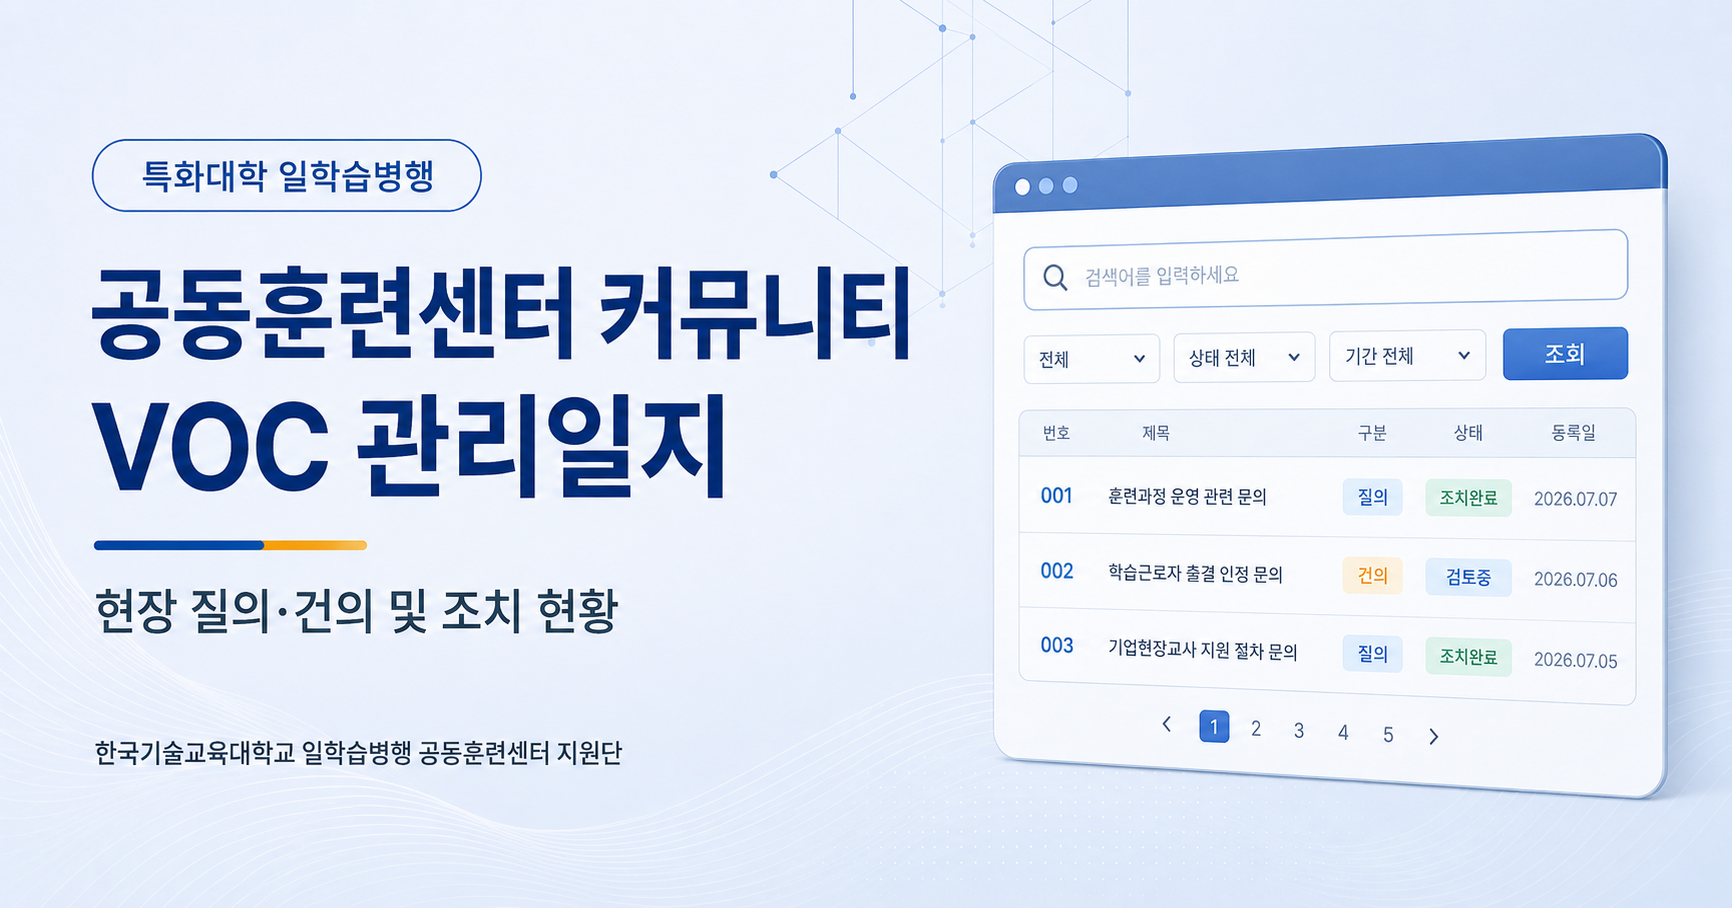 특화대학 일학습병행
공동훈련센터 커뮤니티
VOC 관리일지
현장 질의·건의 및 조치 현황
한국기술교육대학교 일학습병행 공동훈련센터 지원단
검색어를 입력하세요
전체 상태 전체 기간 전체 조회
번호 제목 구분 상태 등록일
001 훈련과정 운영 관련 문의 질의 조치완료 2026.07.07
002 학습근로자 출결 인정 문의 건의 검토중 2026.07.06
003 기업현장교사 지원 절차 문의 질의 조치완료 2026.07.05
1 2 3 4 5